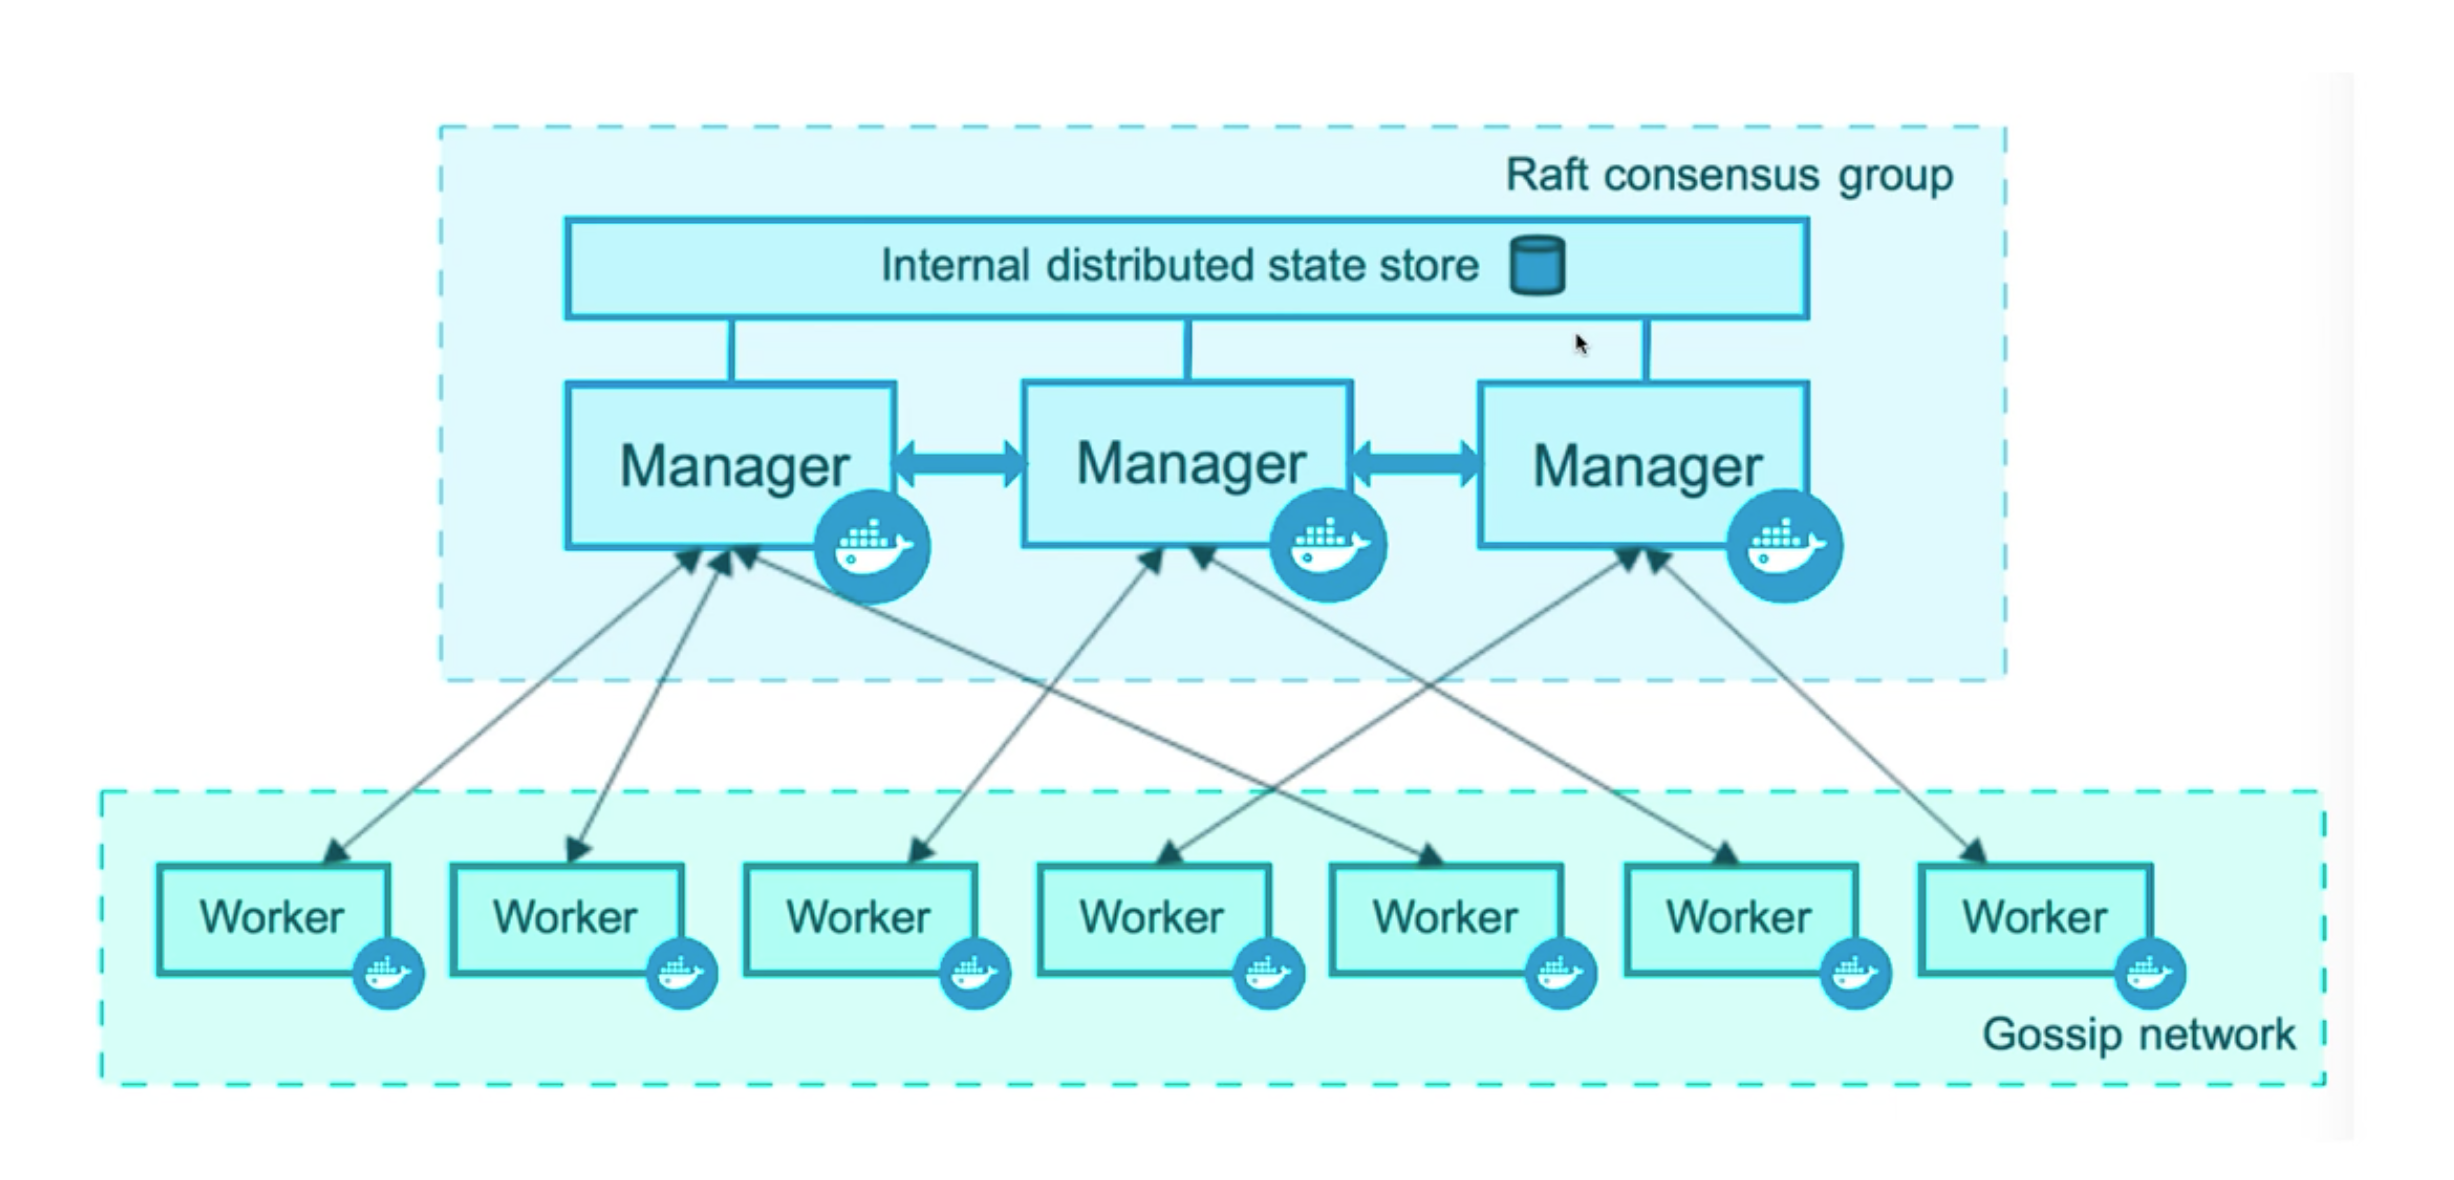 Raft consensus group
Internal distributed state store
Manager
Manager
Manager
Worker
Worker
Worker
Worker
Worker
Worker
Worker
Gossip network